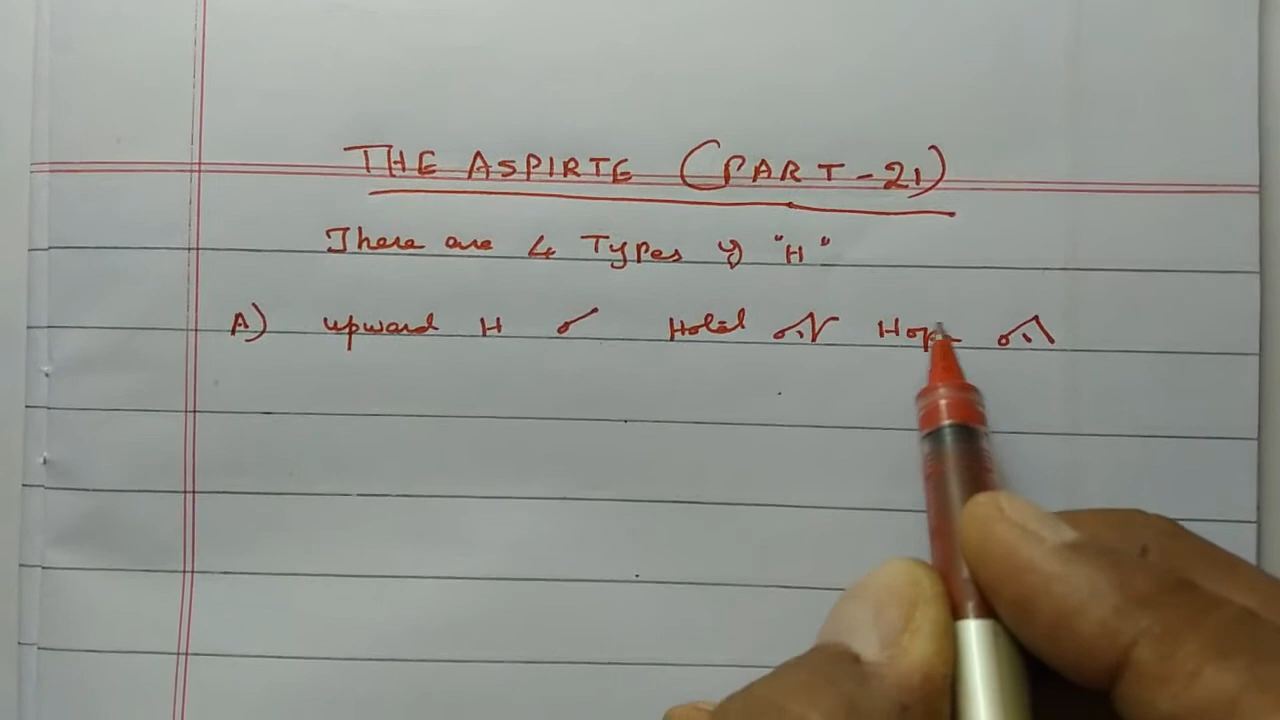 THE ASPIRTE (PART-21)
There are 4 Types of "H"
A) upward H Hotel Hope